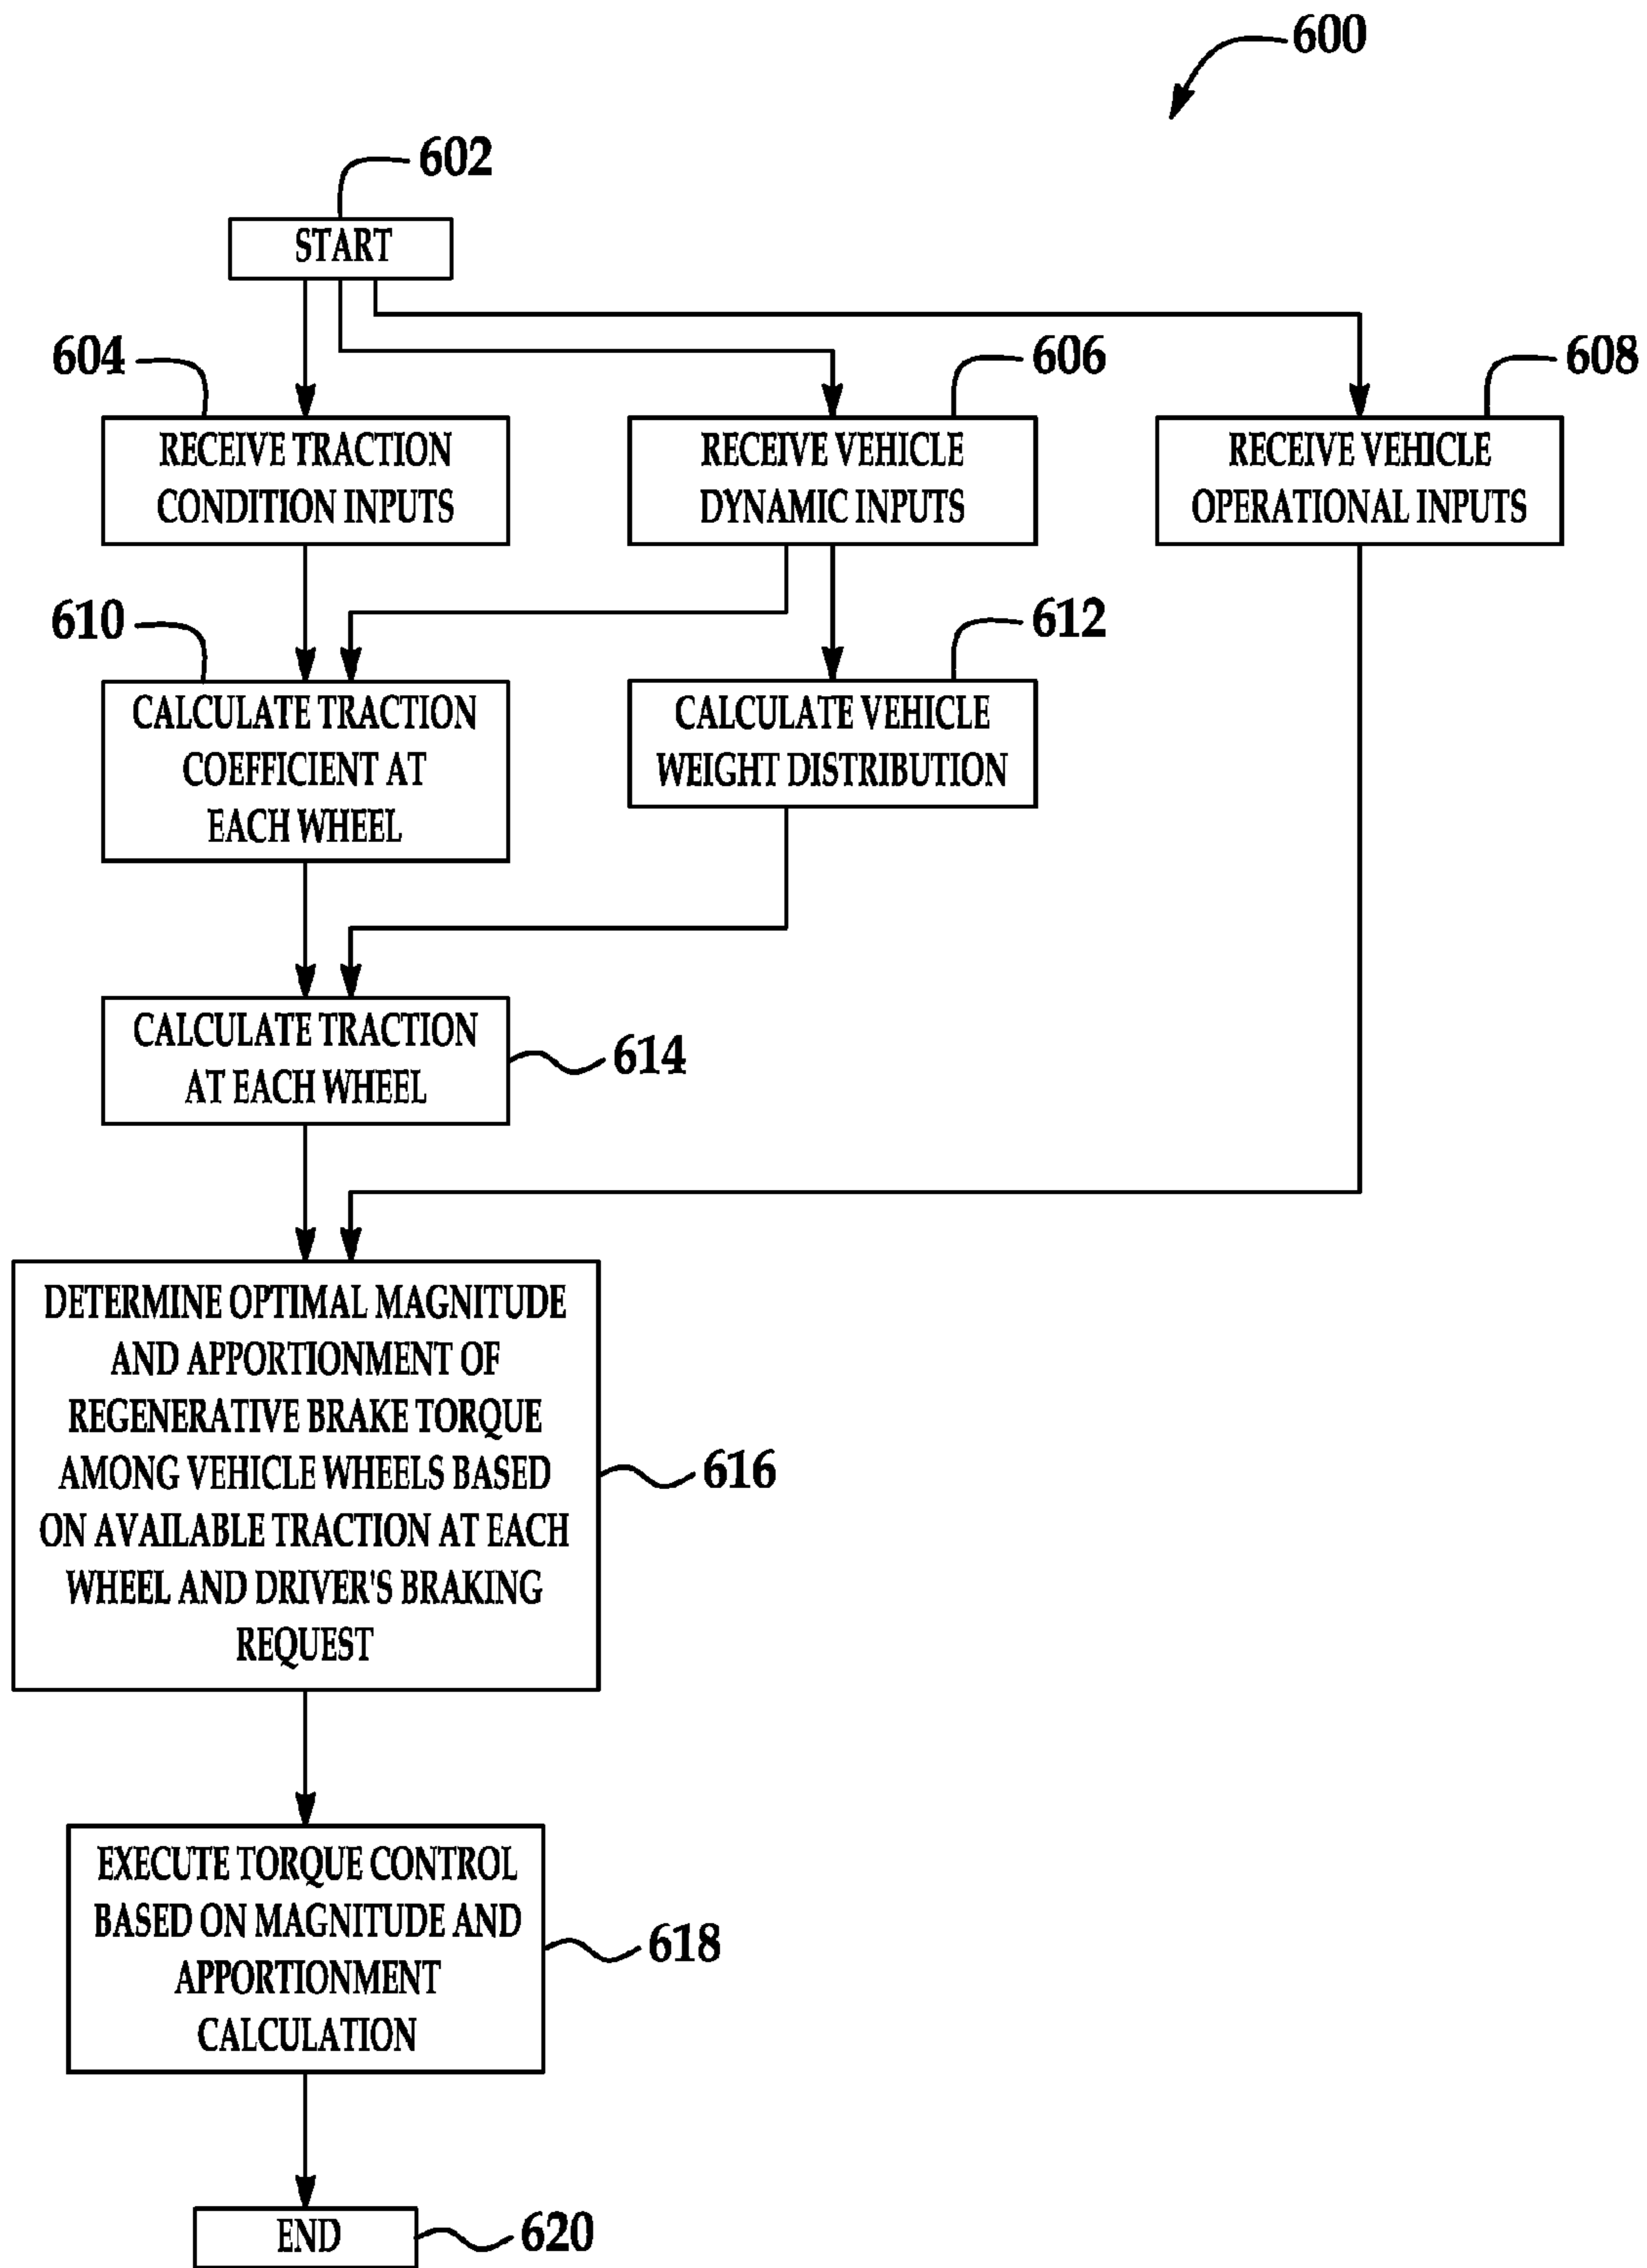 600
602
START
604
606
608
RECEIVE TRACTION
CONDITION INPUTS
RECEIVE VEHICLE
DYNAMIC INPUTS
RECEIVE VEHICLE
OPERATIONAL INPUTS
610
612
CALCULATE TRACTION
COEFFICIENT AT
EACH WHEEL
CALCULATE VEHICLE
WEIGHT DISTRIBUTION
CALCULATE TRACTION
AT EACH WHEEL
614
DETERMINE OPTIMAL MAGNITUDE
AND APPORTIONMENT OF
REGENERATIVE BRAKE TORQUE
AMONG VEHICLE WHEELS BASED
ON AVAILABLE TRACTION AT EACH
WHEEL AND DRIVER'S BRAKING
REQUEST
616
EXECUTE TORQUE CONTROL
BASED ON MAGNITUDE AND
APPORTIONMENT
CALCULATION
618
END
620